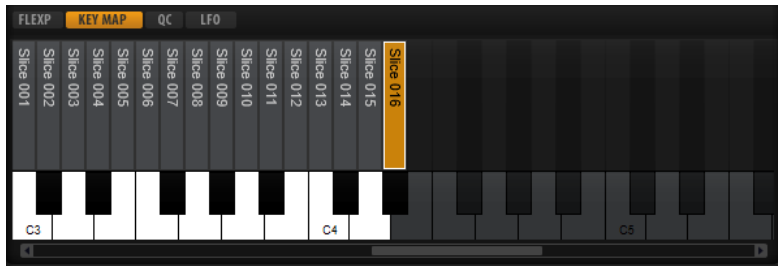 FLEXP KEY MAP QC LFO
Slice 001
Slice 002
Slice 003
Slice 004
Slice 005
Slice 006
Slice 007
Slice 008
Slice 009
Slice 010
Slice 011
Slice 012
Slice 013
Slice 014
Slice 015
Slice 016
C3 C4 C5